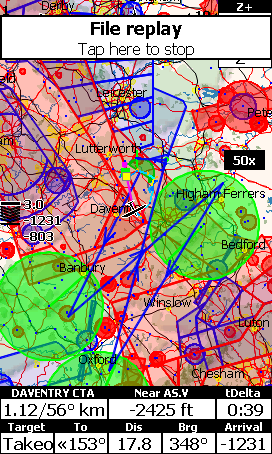 Derby
Z+
File replay
Tap here to stop
Z
Leicester
Pete
Lutterworth
50x
3.0
-1231
-803
Higham Ferrers
Daven
Bedford
Banbury
Winslow
Luton
Oxford
Chesham
DAVENTRY CTA Near AS.V tDelta
1.12/56° km -2425 ft 0:39
Target To Dis Brg Arrival
Takeo «153° 17.8 348° -1231